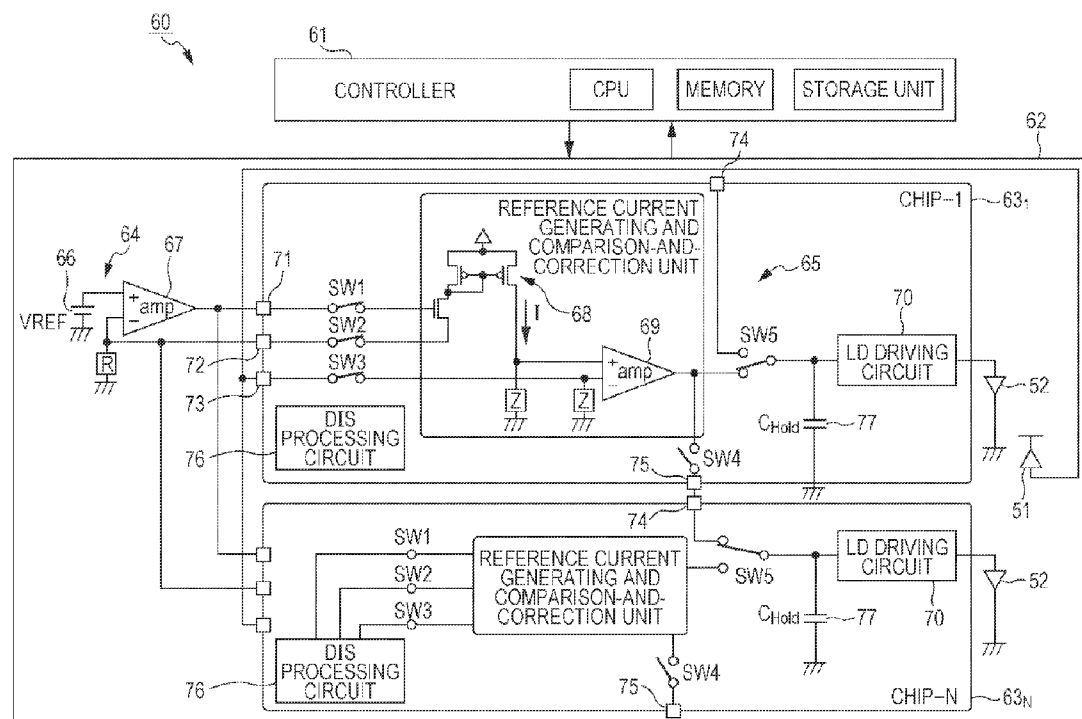 60
61
CONTROLLER
CPU
MEMORY
STORAGE UNIT
62
74
CHIP-1
63₁
REFERENCE CURRENT
GENERATING AND
COMPARISON-AND-
CORRECTION UNIT
64
67
66
+
amp
−
VREF
R
71
SW1
SW2
72
SW3
73
68
I
69
+
amp
−
Z
Z
65
SW5
70
LD DRIVING
CIRCUIT
52
C_Hold
77
51
DIS
PROCESSING
CIRCUIT
76
SW4
75
74
SW1
SW2
SW3
REFERENCE CURRENT
GENERATING AND
COMPARISON-AND-
CORRECTION UNIT
SW5
LD DRIVING
CIRCUIT
70
52
C_Hold
77
DIS
PROCESSING
CIRCUIT
76
SW4
75
CHIP-N
63_N